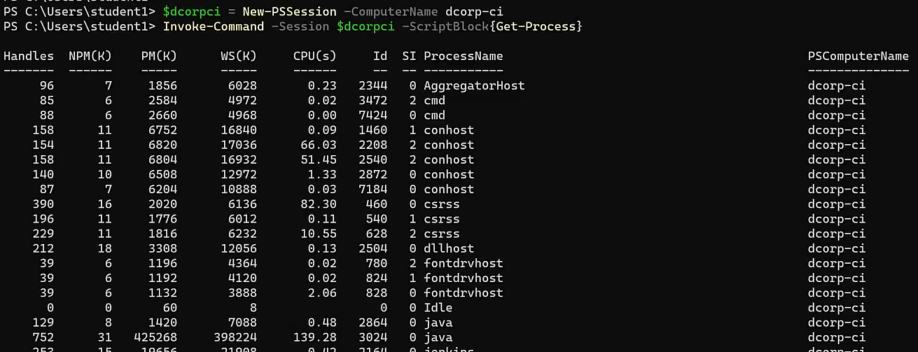 PS C:\Users\student1> $dcorpci = New-PSSession -ComputerName dcorp-ci
PS C:\Users\student1> Invoke-Command -Session $dcorpci -ScriptBlock{Get-Process}
Handles NPM(K) PM(K) WS(K) CPU(s) Id SI ProcessName PSComputerName
------- ------ ----- ----- ------ -- -- ----------- --------------
96 7 1856 6028 0.23 2344 0 AggregatorHost dcorp-ci
85 6 2584 4972 0.02 3472 2 cmd dcorp-ci
88 6 2660 4968 0.00 7424 0 cmd dcorp-ci
158 11 6752 16840 0.09 1460 1 conhost dcorp-ci
154 11 6820 17036 66.03 2208 2 conhost dcorp-ci
158 11 6804 16932 51.45 2540 2 conhost dcorp-ci
140 10 6508 12972 1.33 2872 0 conhost dcorp-ci
87 7 6204 10888 0.03 7184 0 conhost dcorp-ci
390 16 2020 6136 82.30 460 0 csrss dcorp-ci
196 11 1776 6012 0.11 540 1 csrss dcorp-ci
229 11 1816 6232 10.55 628 2 csrss dcorp-ci
212 18 3308 12056 0.13 2504 0 dllhost dcorp-ci
39 6 1196 4364 0.02 780 2 fontdrvhost dcorp-ci
39 6 1192 4120 0.02 824 1 fontdrvhost dcorp-ci
39 6 1132 3888 2.06 828 0 fontdrvhost dcorp-ci
0 0 60 8 0 0 Idle dcorp-ci
129 8 1420 7088 0.48 2864 0 java dcorp-ci
752 31 425268 398224 139.28 3024 0 java dcorp-ci
253 15 19656 21908 0.42 2164 0 jenkins dcorp-ci